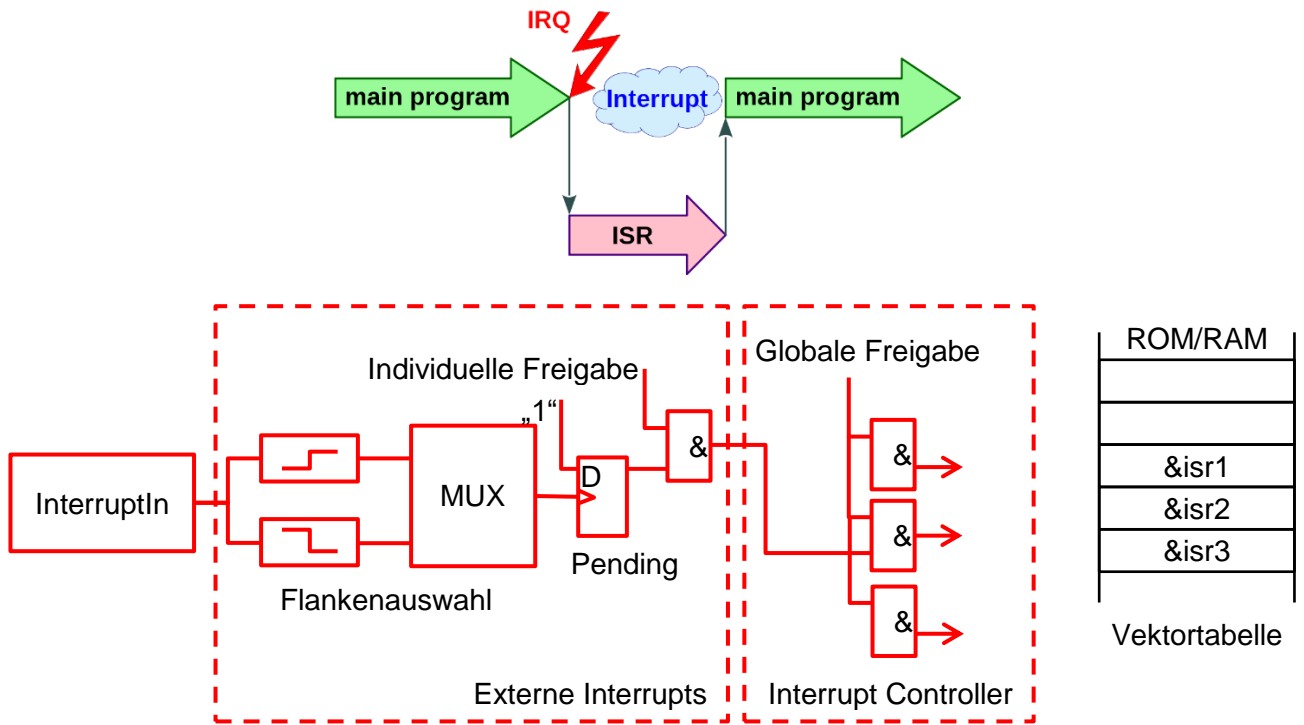 IRQ
main program
Interrupt
main program
ISR
Individuelle Freigabe
„1“
InterruptIn
MUX
D
&
Pending
Flankenauswahl
Externe Interrupts
Globale Freigabe
&
&
&
Interrupt Controller
ROM/RAM
&isr1
&isr2
&isr3
Vektortabelle